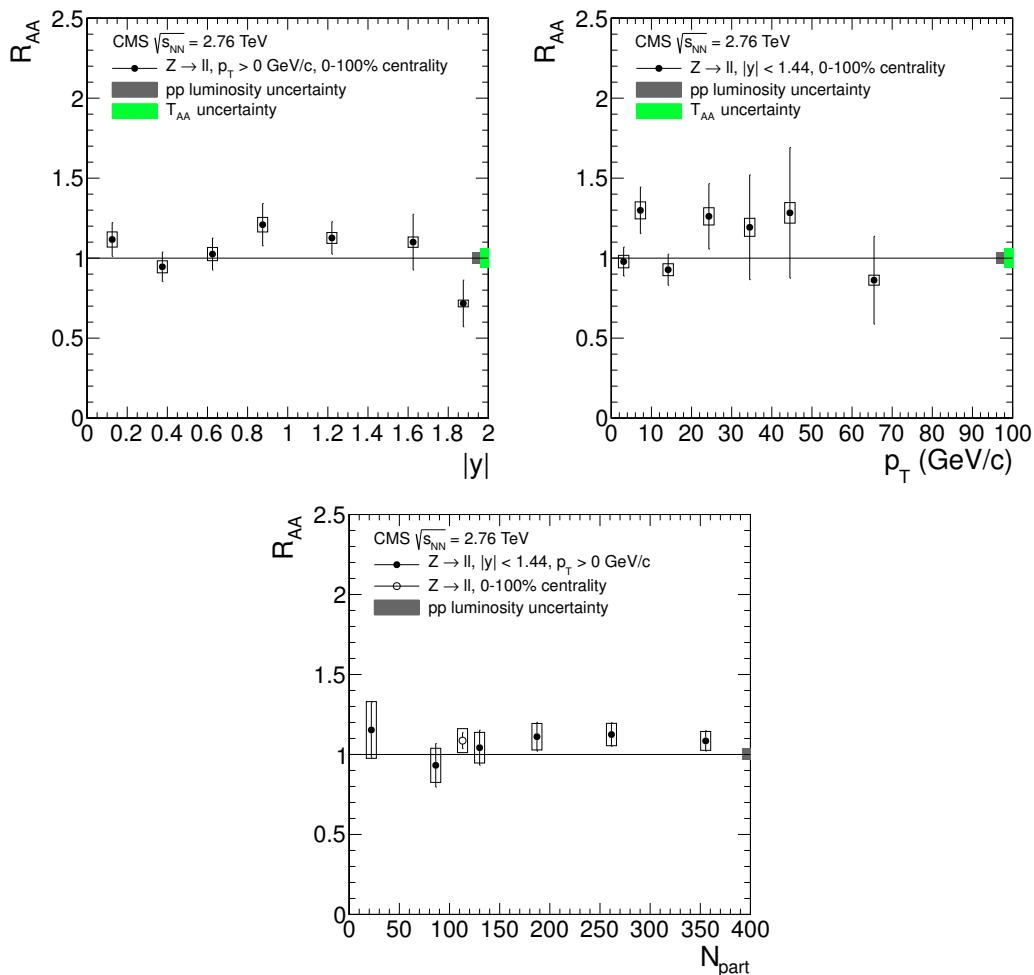 R_AA
2.5
2
1.5
1
0.5
0
CMS √s_NN = 2.76 TeV
Z → ll, p_T > 0 GeV/c, 0-100% centrality
pp luminosity uncertainty
T_AA uncertainty
0 0.2 0.4 0.6 0.8 1 1.2 1.4 1.6 1.8 2
|y|
R_AA
2.5
2
1.5
1
0.5
0
CMS √s_NN = 2.76 TeV
Z → ll, |y| < 1.44, 0-100% centrality
pp luminosity uncertainty
T_AA uncertainty
0 10 20 30 40 50 60 70 80 90 100
p_T (GeV/c)
R_AA
2.5
2
1.5
1
0.5
0
CMS √s_NN = 2.76 TeV
Z → ll, |y| < 1.44, p_T > 0 GeV/c
Z → ll, 0-100% centrality
pp luminosity uncertainty
0 50 100 150 200 250 300 350 400
N_part